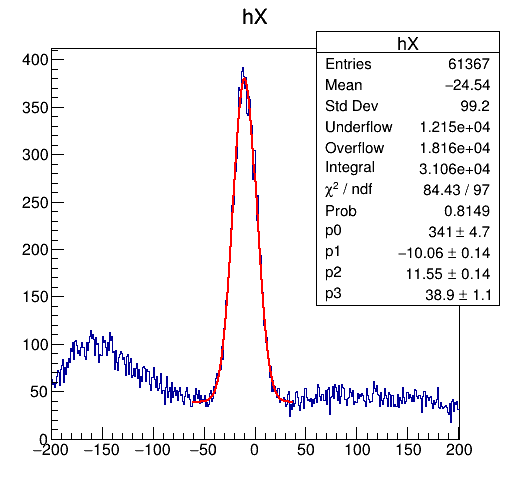 hX
hX
Entries 61367
Mean −24.54
Std Dev 99.2
Underflow 1.215e+04
Overflow 1.816e+04
Integral 3.106e+04
χ² / ndf 84.43 / 97
Prob 0.8149
p0 341 ± 4.7
p1 −10.06 ± 0.14
p2 11.55 ± 0.14
p3 38.9 ± 1.1
400
350
300
250
200
150
100
50
0
−200 −150 −100 −50 0 50 100 150 200